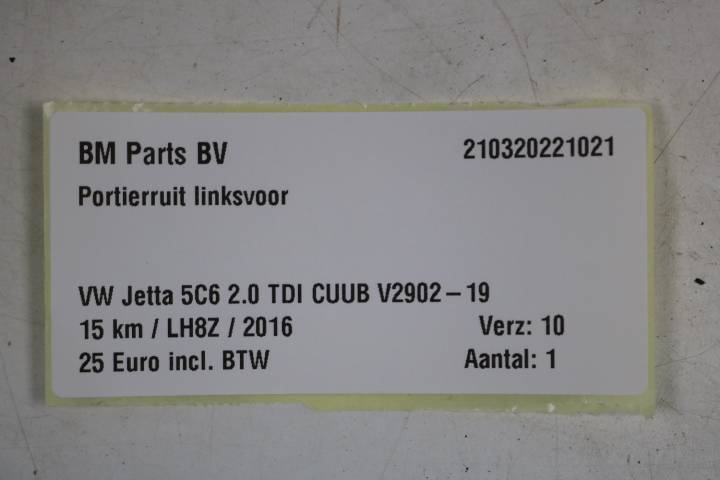 BM Parts BV 210320221021
Portierruit linksvoor
VW Jetta 5C6 2.0 TDI CUUB V2902-19
15 km / LH8Z / 2016 Verz: 10
25 Euro incl. BTW Aantal: 1